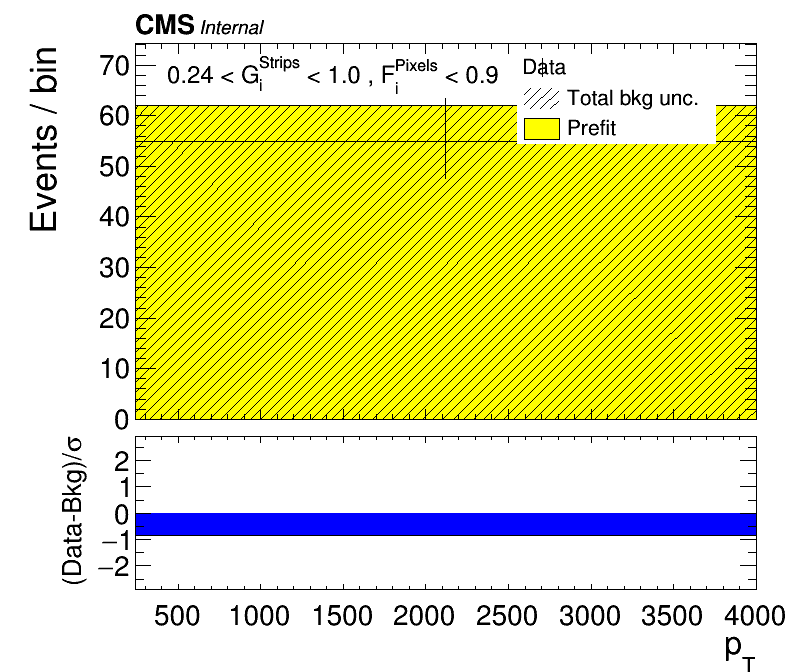 CMS Internal
Events / bin
0.24 < G_i^Strips < 1.0 , F_i^Pixels < 0.9
Data
Total bkg unc.
Prefit
70
60
50
40
30
20
10
0
(Data-Bkg)/σ
2
1
0
−1
−2
500 1000 1500 2000 2500 3000 3500 4000
p_T